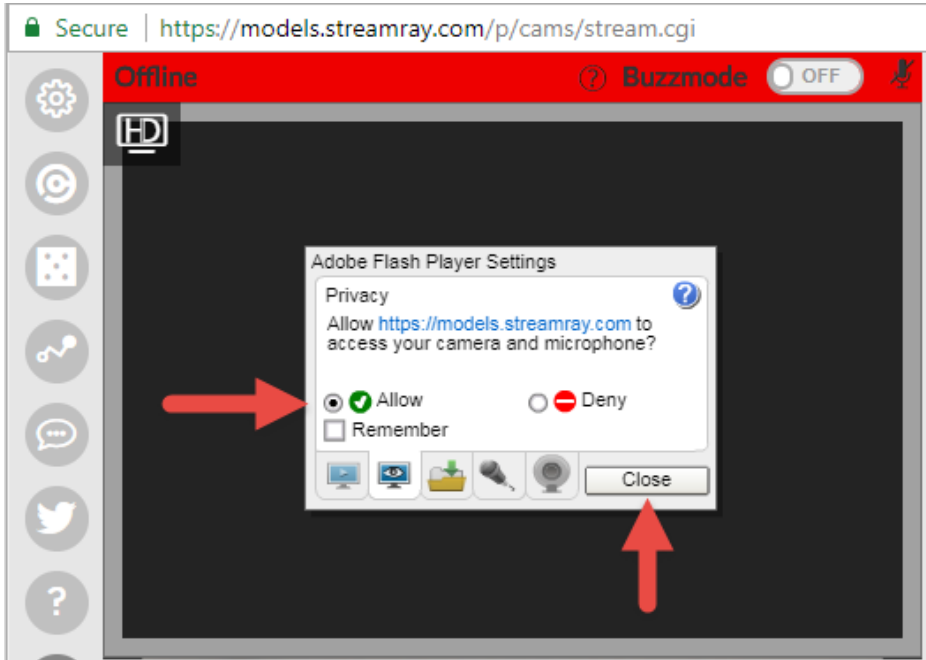 Secure | https://models.streamray.com/p/cams/stream.cgi
Offline ? Buzzmode OFF
HD
Adobe Flash Player Settings
Privacy ?
Allow https://models.streamray.com to
access your camera and microphone?
Allow Deny
Remember
Close
?